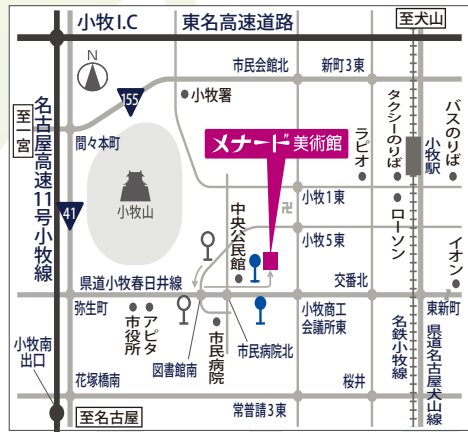 小牧I.C
東名高速道路
至犬山
N
市民会館北
新町3東
155
小牧署
至一宮
間々本町
名古屋高速11号小牧線
メナード美術館
ラピオ
タクシーのりば
小牧駅
バスのりば
小牧山
41
小牧1東
卍
中央公民館
小牧5東
ローソン
イオン
県道小牧春日井線
交番北
弥生町
市役所
アピタ
図書館南
市民病院
市民病院北
小牧商工
会議所東
名鉄小牧線
県道名古屋犬山線
東新町
小牧南
出口
花塚橋南
桜井
至名古屋
常普請3東